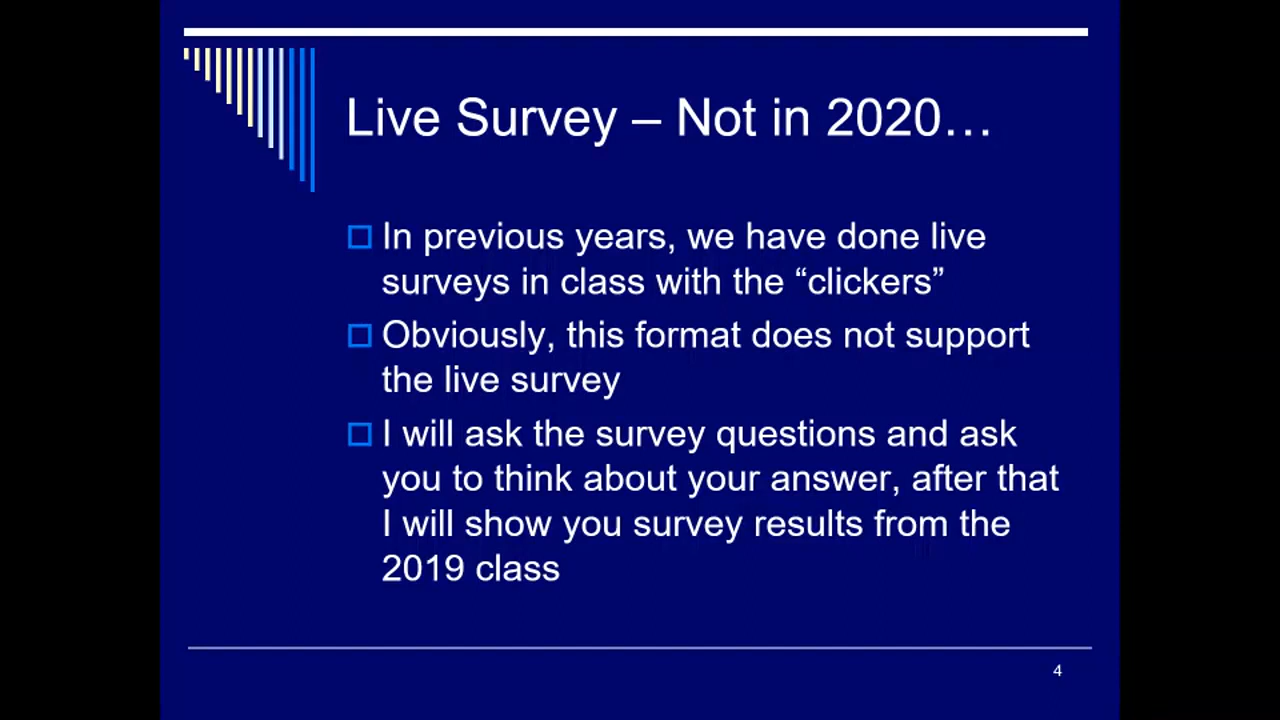 Live Survey – Not in 2020…
In previous years, we have done live
surveys in class with the “clickers”
Obviously, this format does not support
the live survey
I will ask the survey questions and ask
you to think about your answer, after that
I will show you survey results from the
2019 class
4